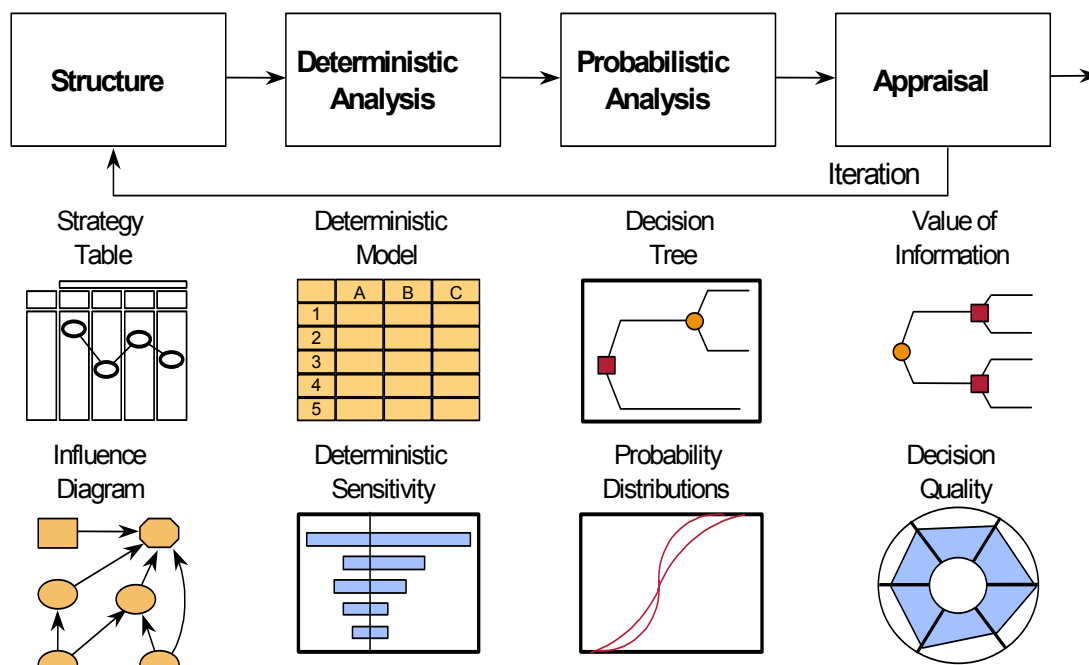 Structure
Deterministic
Analysis
Probabilistic
Analysis
Appraisal
Iteration
Strategy
Table
Deterministic
Model
Decision
Tree
Value of
Information
A B C
1
2
3
4
5
Influence
Diagram
Deterministic
Sensitivity
Probability
Distributions
Decision
Quality